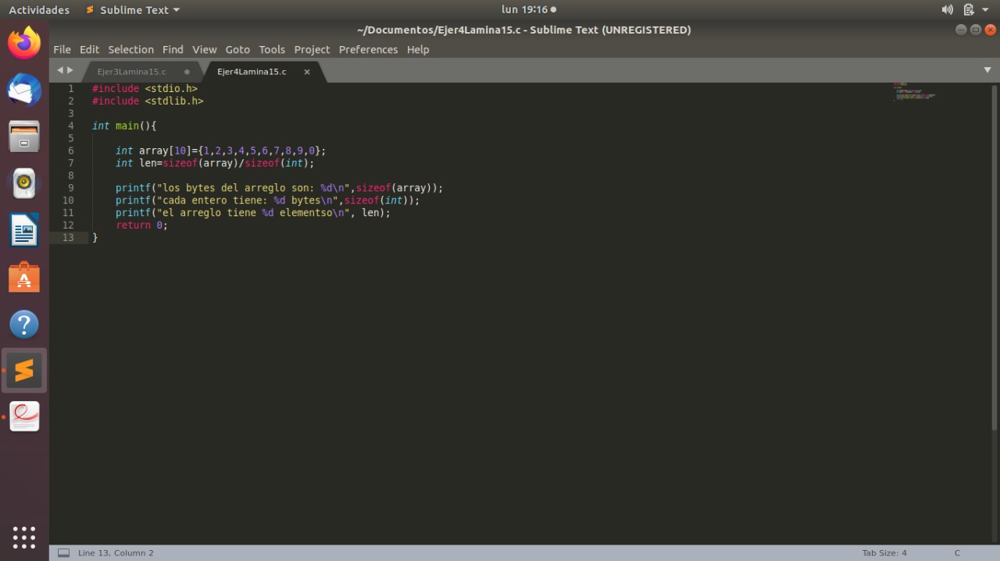 Actividades Sublime Text lun 19:16
~/Documentos/Ejer4Lamina15.c - Sublime Text (UNREGISTERED)
File Edit Selection Find View Goto Tools Project Preferences Help
Ejer3Lamina15.c Ejer4Lamina15.c
1 #include <stdio.h>
2 #include <stdlib.h>
3
4 int main(){
5
6     int array[10]={1,2,3,4,5,6,7,8,9,0};
7     int len=sizeof(array)/sizeof(int);
8
9     printf("los bytes del arreglo son: %d\n",sizeof(array));
10     printf("cada entero tiene: %d bytes\n",sizeof(int));
11     printf("el arreglo tiene %d elementso\n", len);
12     return 0;
13 }
Line 13, Column 2 Tab Size: 4 C